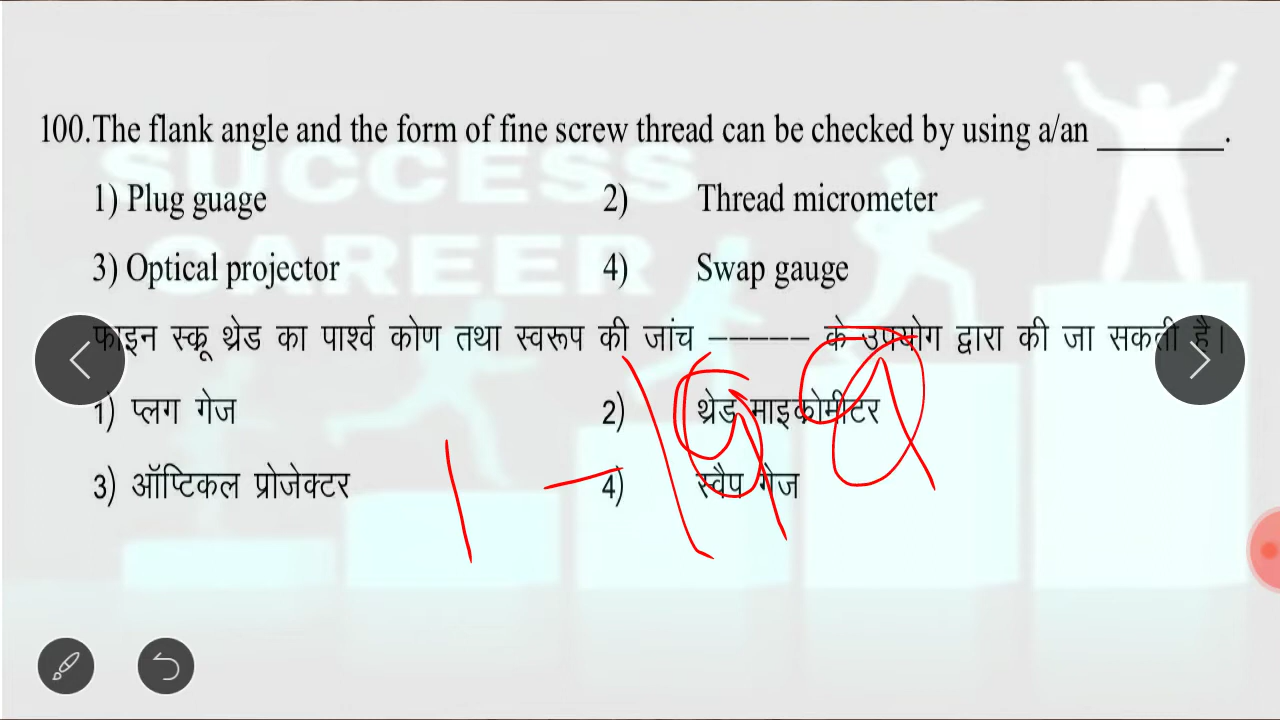 SUCCESS
CAREER
100.The flank angle and the form of fine screw thread can be checked by using a/an ________.
1) Plug guage 2) Thread micrometer
3) Optical projector 4) Swap gauge
फाइन स्क्रू थ्रेड का पार्श्व कोण तथा स्वरूप की जांच ----- के उपयोग द्वारा की जा सकती है।
1) प्लग गेज 2) थ्रेड माइक्रोमीटर
3) ऑप्टिकल प्रोजेक्टर 4) स्वैप गेज